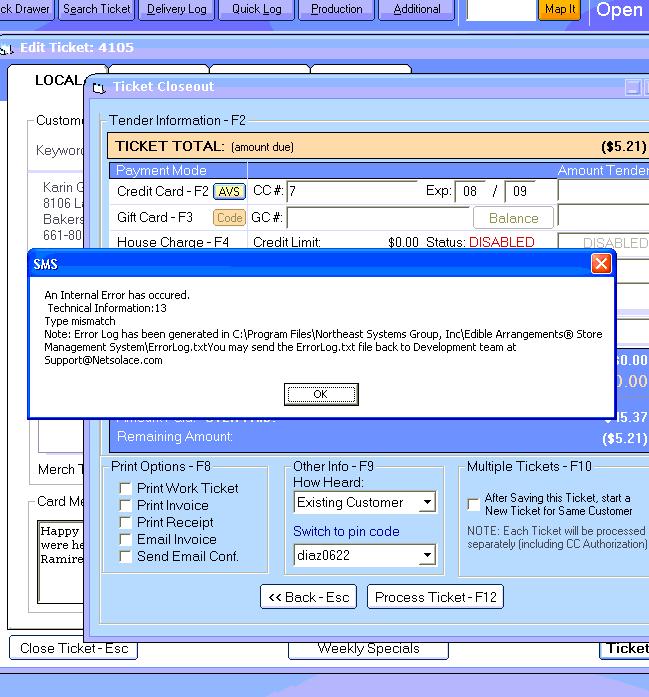 ck Drawer
Search Ticket
Delivery Log
Quick Log
Production
Additional
Map It
Open
Edit Ticket: 4105
LOCAL
Ticket Closeout
Custome
Tender Information - F2
TICKET TOTAL: (amount due) ($5.21)
Keyword
Payment Mode Amount Tender
Karin G
Credit Card - F2 AVS CC #: 7 Exp: 08 / 09
8106 La
Bakers
Gift Card - F3 Code GC #: Balance
661-80
House Charge - F4 Credit Limit: $0.00 Status: DISABLED DISABLED
SMS
An Internal Error has occured.
Technical Information:13
Type mismatch
Note: Error Log has been generated in C:\Program Files\Northeast Systems Group, Inc\Edible Arrangements® Store
Management System\ErrorLog.txtYou may send the ErrorLog.txt file back to Development team at
Support@Netsolace.com
OK
$0.00
0.00
45.37
Remaining Amount: ($5.21)
Merch T
Print Options - F8
Print Work Ticket
Print Invoice
Print Receipt
Email Invoice
Send Email Conf.
Other Info - F9
How Heard:
Existing Customer
Switch to pin code
diaz0622
Multiple Tickets - F10
After Saving this Ticket, start a
New Ticket for Same Customer
NOTE: Each Ticket will be processed
separately (including CC Authorization)
Card Me
Happy
were he
Ramire
<< Back - Esc
Process Ticket - F12
Close Ticket - Esc
Weekly Specials
Ticket